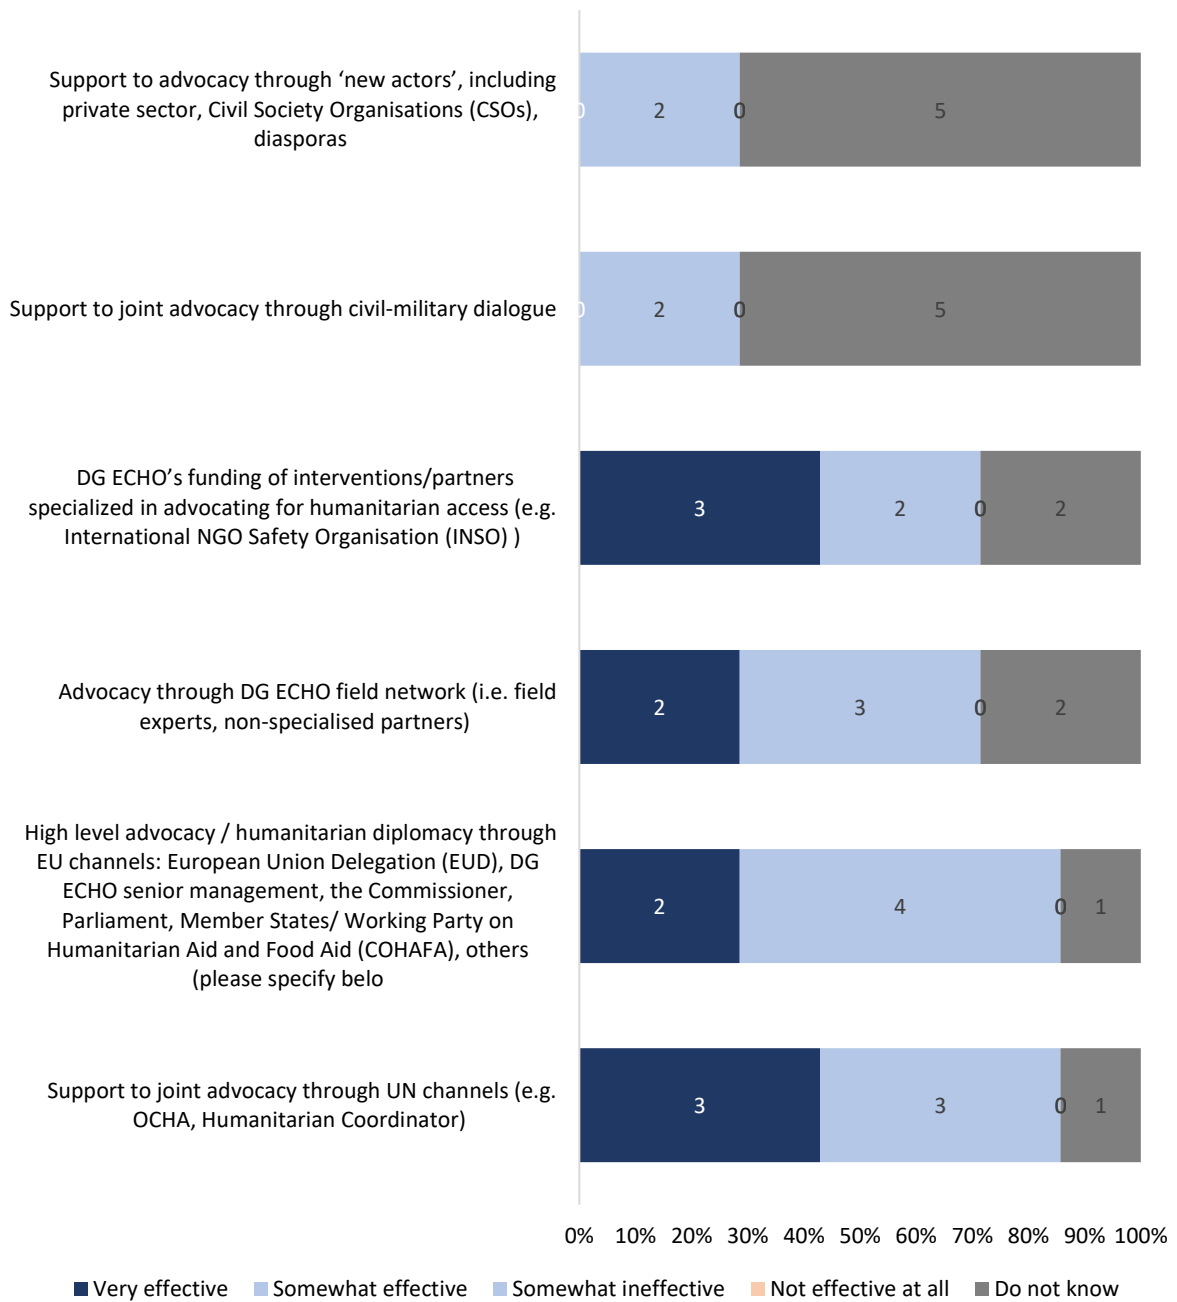 Support to advocacy through ‘new actors’, including
private sector, Civil Society Organisations (CSOs),
diasporas
0 2 0 5
Support to joint advocacy through civil-military dialogue
0 2 0 5
DG ECHO’s funding of interventions/partners
specialized in advocating for humanitarian access (e.g.
International NGO Safety Organisation (INSO) )
3 2 0 2
Advocacy through DG ECHO field network (i.e. field
experts, non-specialised partners)
2 3 0 2
High level advocacy / humanitarian diplomacy through
EU channels: European Union Delegation (EUD), DG
ECHO senior management, the Commissioner,
Parliament, Member States/ Working Party on
Humanitarian Aid and Food Aid (COHAFA), others
(please specify belo
2 4 0 1
Support to joint advocacy through UN channels (e.g.
OCHA, Humanitarian Coordinator)
3 3 0 1
0% 10% 20% 30% 40% 50% 60% 70% 80% 90% 100%
Very effective Somewhat effective Somewhat ineffective Not effective at all Do not know